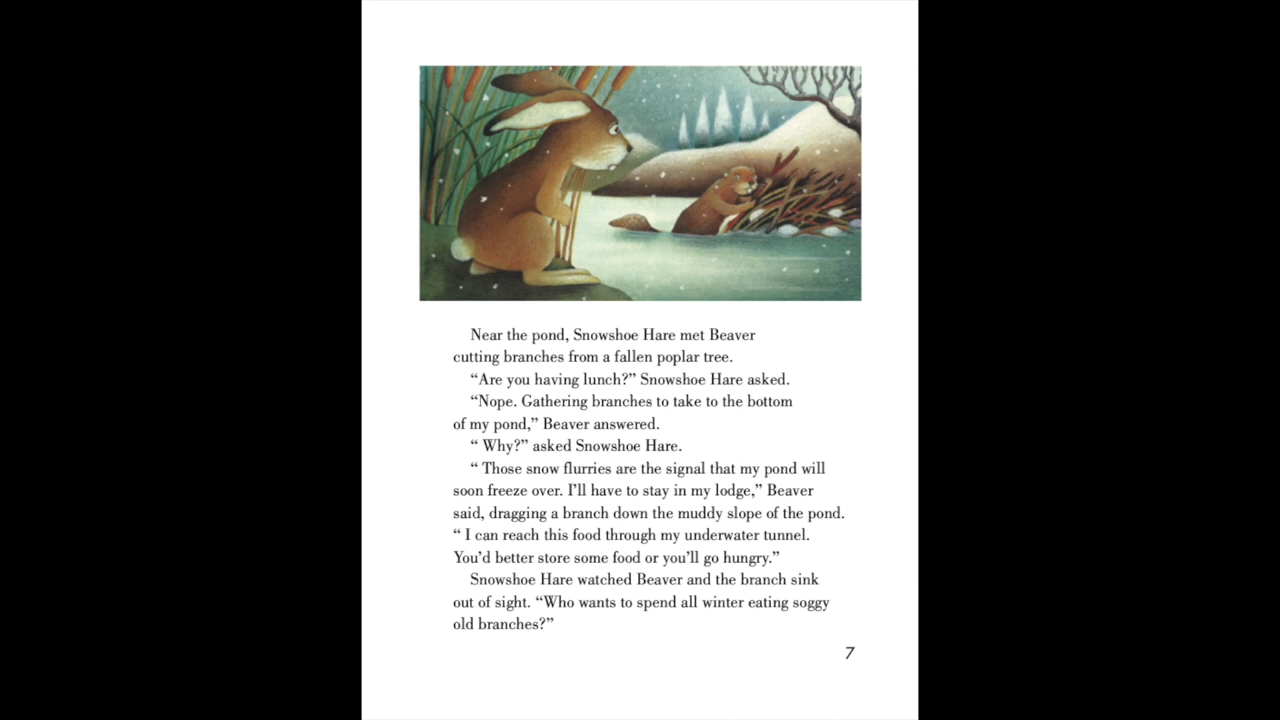 Near the pond, Snowshoe Hare met Beaver
cutting branches from a fallen poplar tree.
“Are you having lunch?” Snowshoe Hare asked.
“Nope. Gathering branches to take to the bottom
of my pond,” Beaver answered.
“ Why?” asked Snowshoe Hare.
“ Those snow flurries are the signal that my pond will
soon freeze over. I’ll have to stay in my lodge,” Beaver
said, dragging a branch down the muddy slope of the pond.
“ I can reach this food through my underwater tunnel.
You’d better store some food or you’ll go hungry.”
Snowshoe Hare watched Beaver and the branch sink
out of sight. “Who wants to spend all winter eating soggy
old branches?”
7